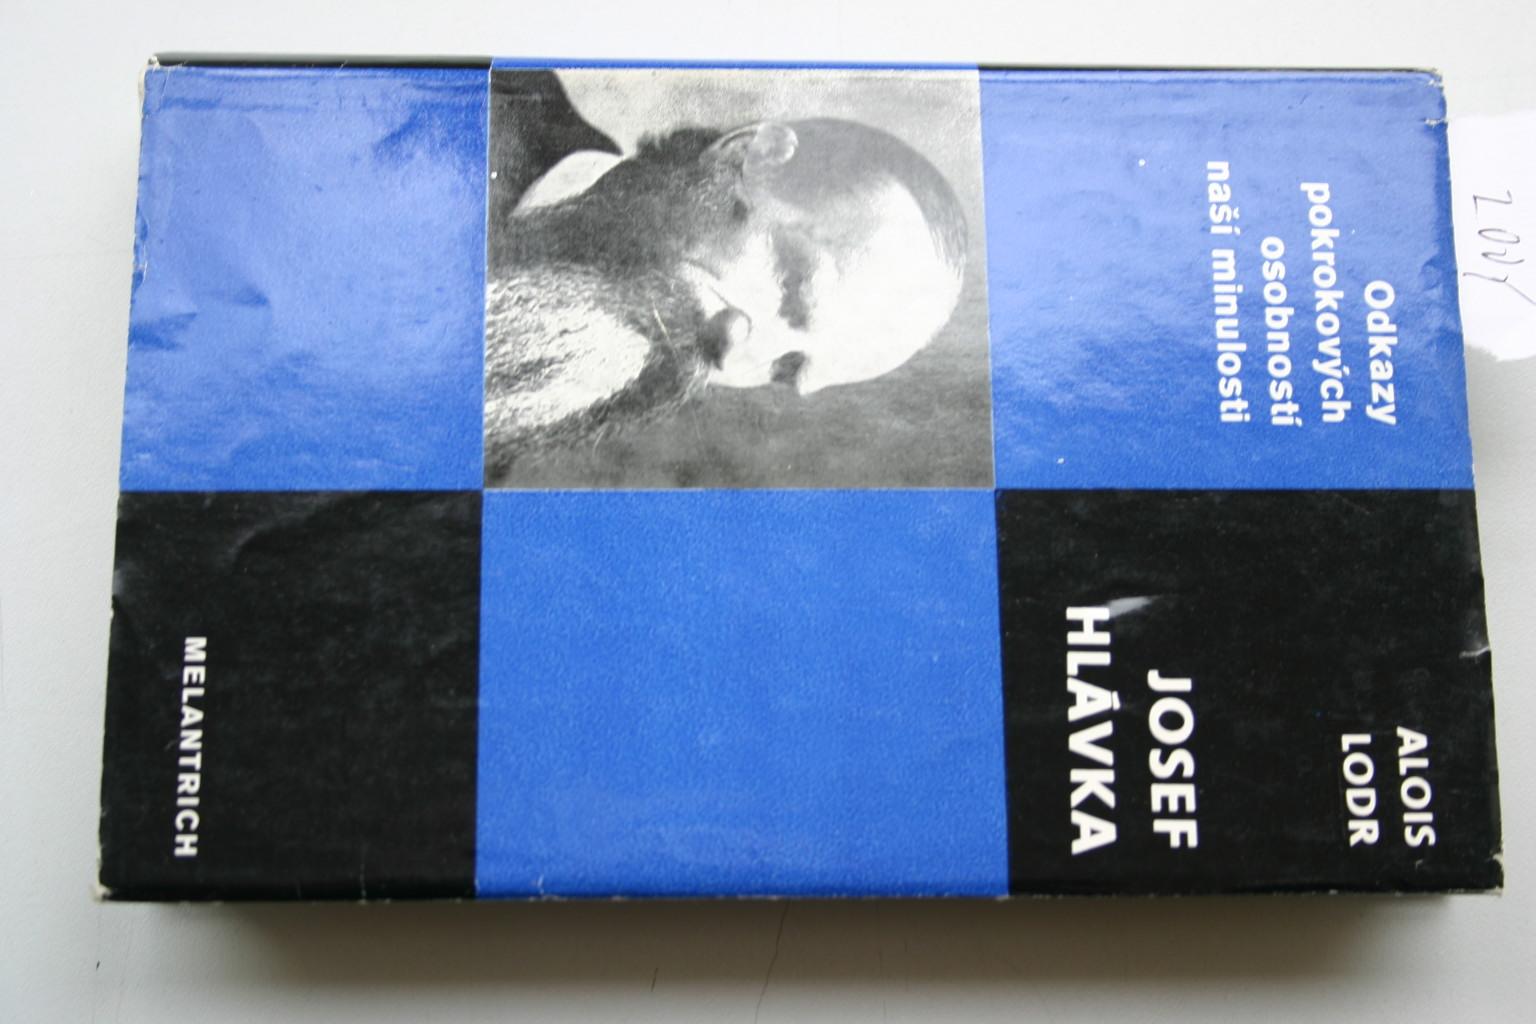 Odkazy
pokrokových
osobností
naší minulosti
ALOIS
LODR
JOSEF
HLÁVKA
MELANTRICH